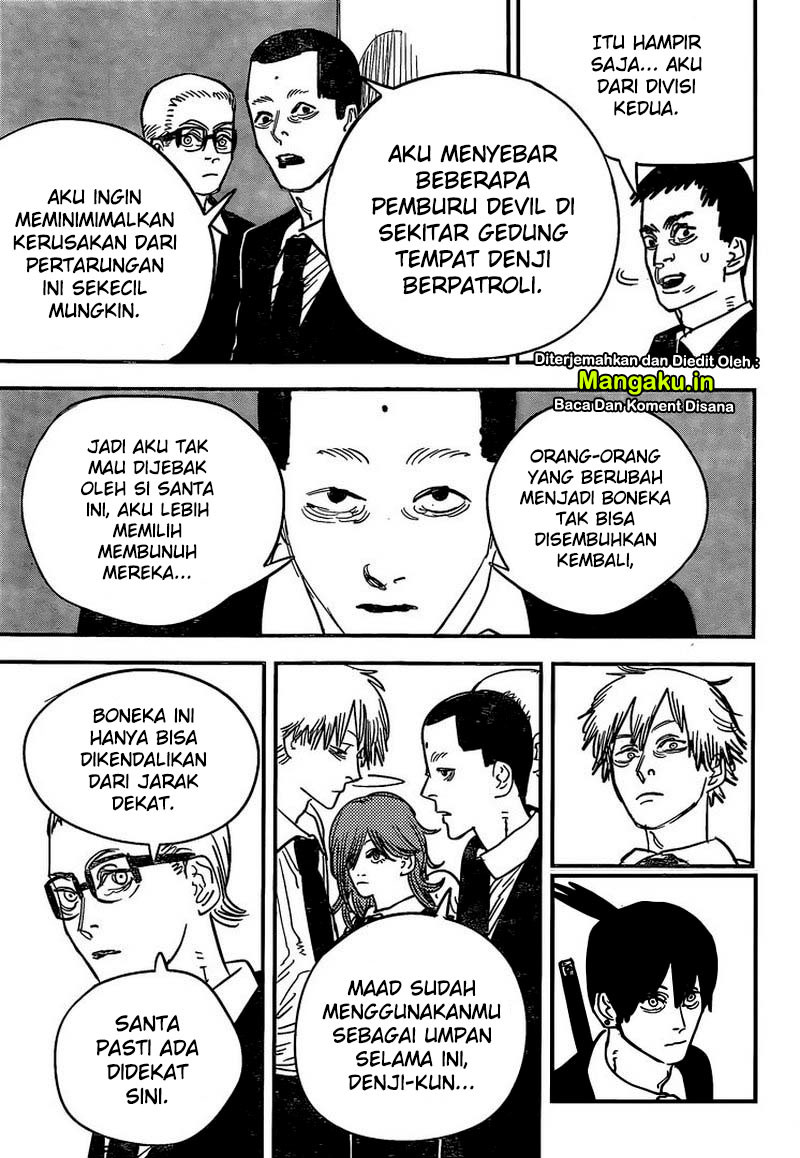 ITU HAMPIR
SAJA... AKU
DARI DIVISI
KEDUA.
AKU MENYEBAR
BEBERAPA
PEMBURU DEVIL DI
SEKITAR GEDUNG
TEMPAT DENJI
BERPATROLI.
AKU INGIN
MEMINIMIMALKAN
KERUSAKAN DARI
PERTARUNGAN
INI SEKECIL
MUNGKIN.
Diterjemahkan dan Diedit Oleh :
Mangaku.in
Baca Dan Koment Disana
ORANG-ORANG
YANG BERUBAH
MENJADI BONEKA
TAK BISA
DISEMBUHKAN
KEMBALI,
JADI AKU TAK
MAU DIJEBAK
OLEH SI SANTA
INI, AKU LEBIH
MEMILIH
MEMBUNUH
MEREKA...
MAAD SUDAH
MENGGUNAKANMU
SEBAGAI UMPAN
SELAMA INI,
DENJI-KUN...
BONEKA INI
HANYA BISA
DIKENDALIKAN
DARI JARAK
DEKAT.
SANTA
PASTI ADA
DIDEKAT
SINI.